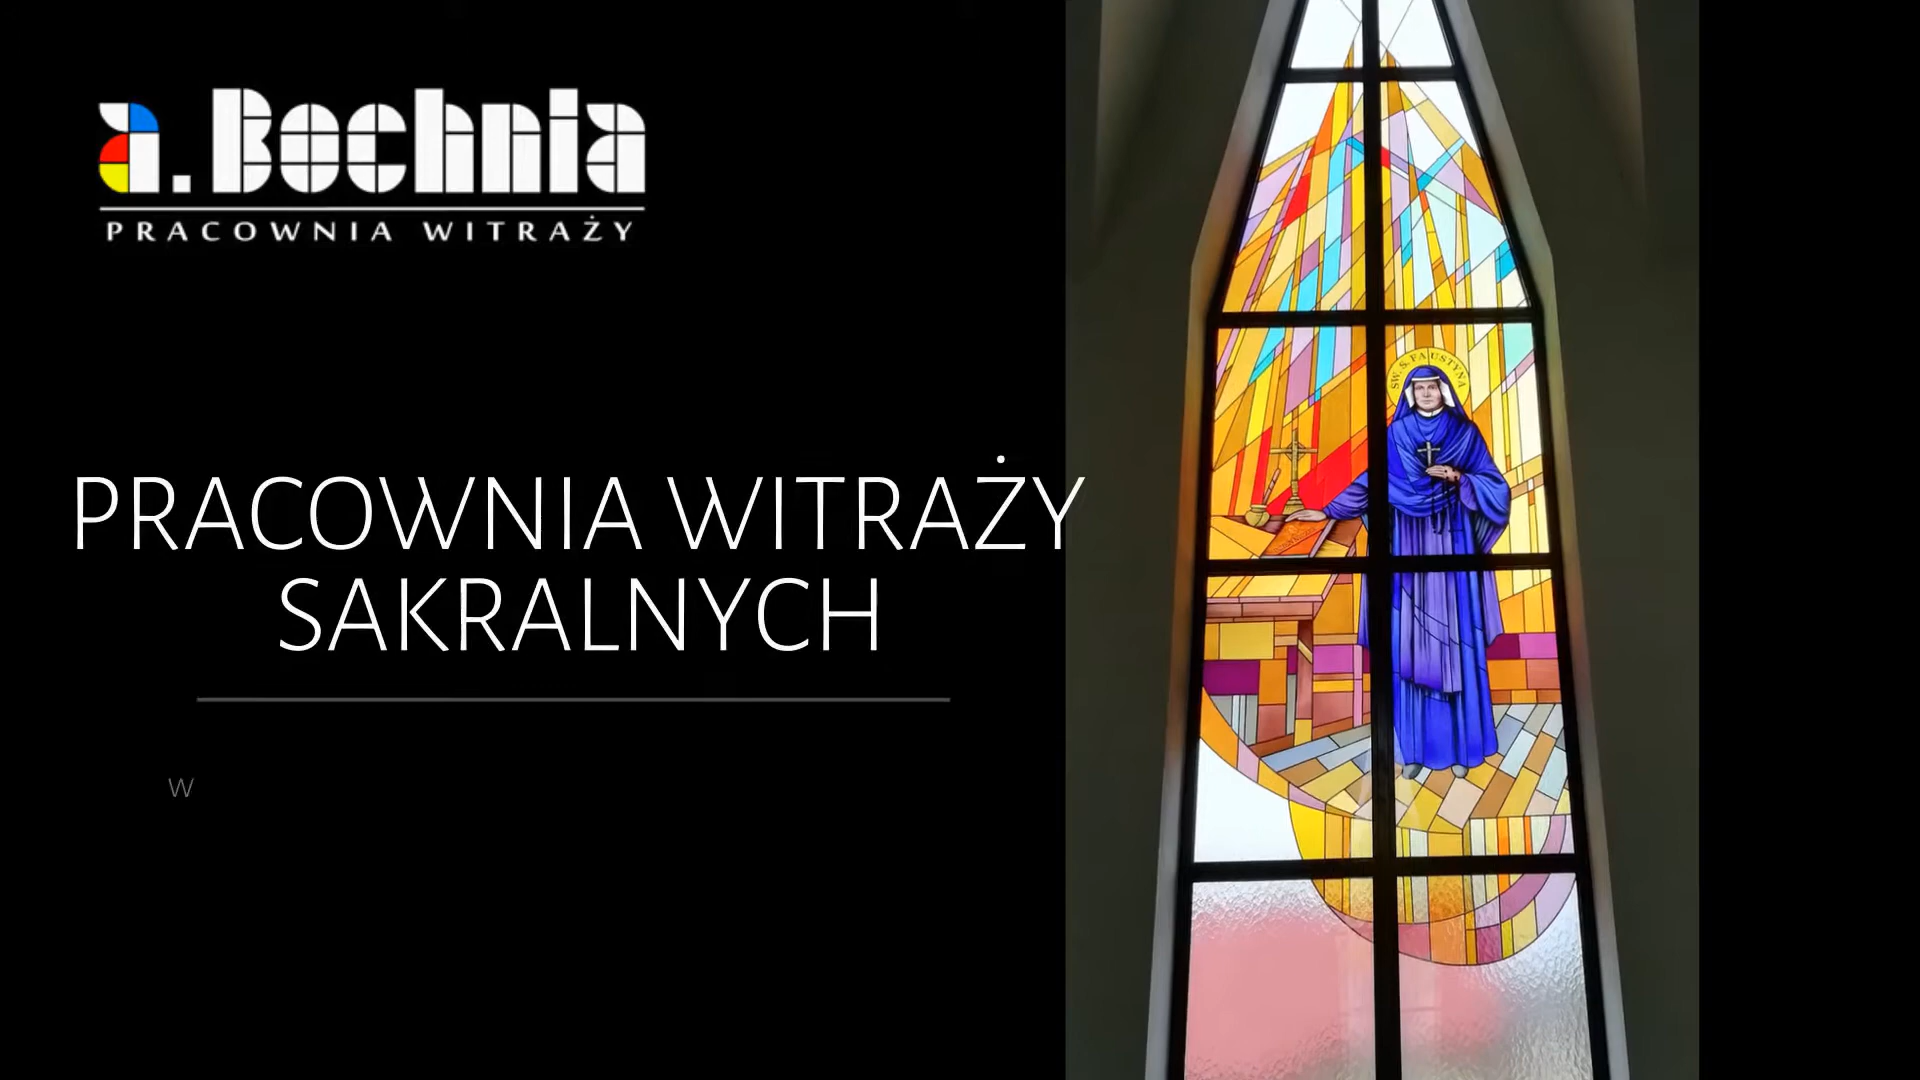 a. Bochnia
PRACOWNIA WITRAŻY
PRACOWNIA WITRAŻY
SAKRALNYCH
W
ŚW. S. FAUSTYNA